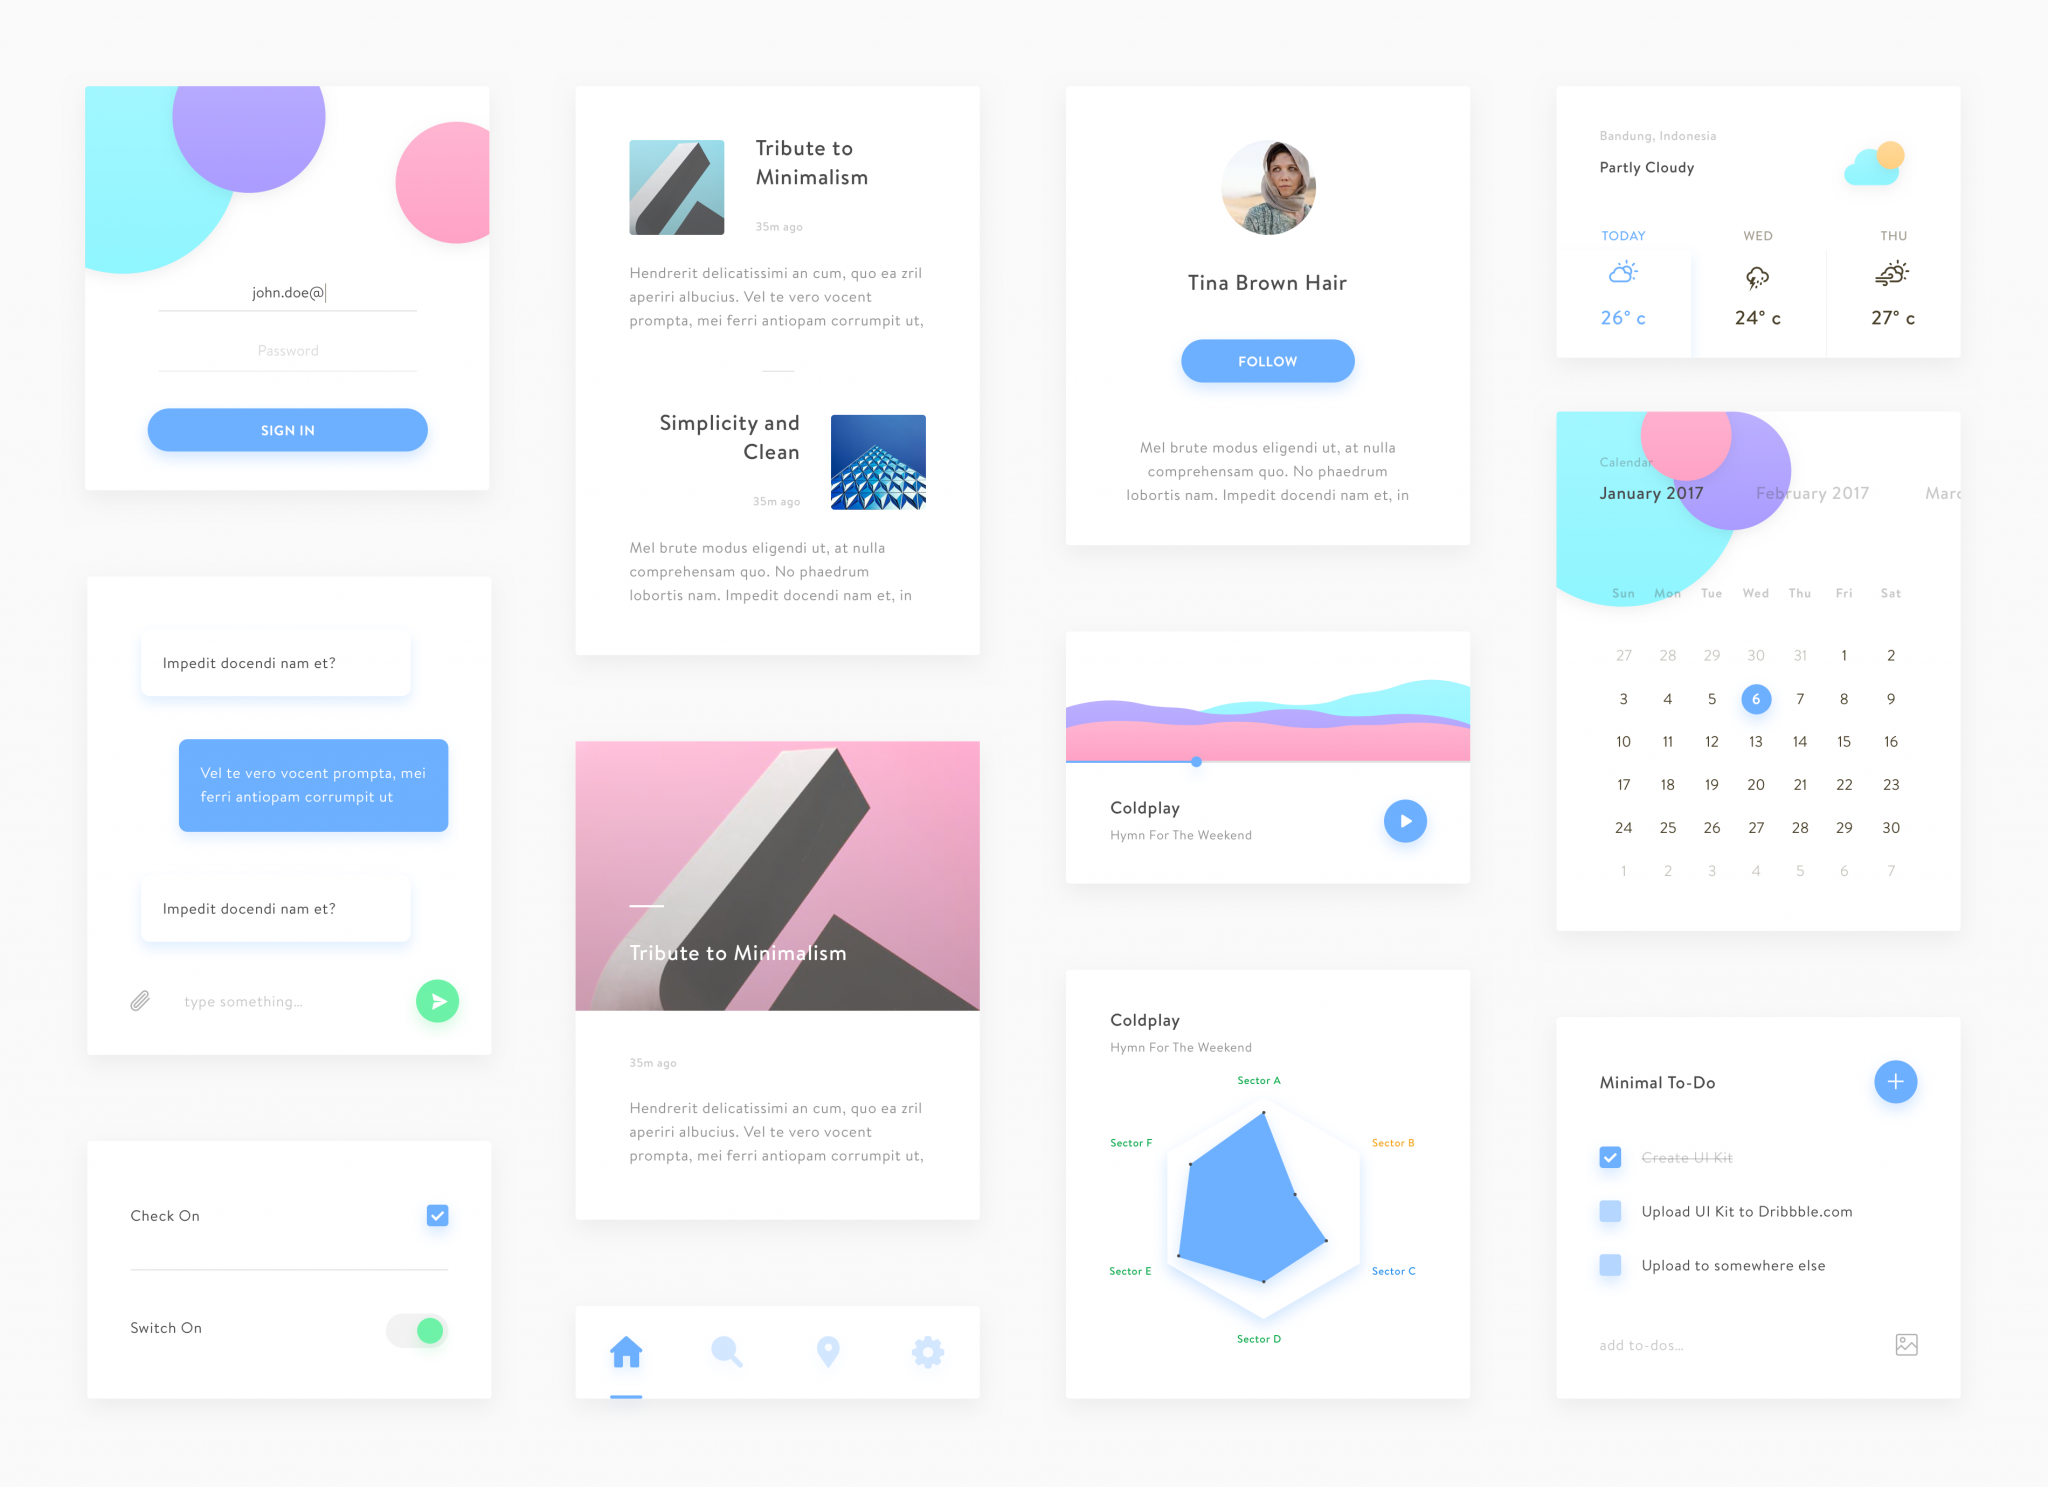 john.doe@
Password
SIGN IN
Impedit docendi nam et?
Vel te vero vocent prompta, mei
ferri antiopam corrumpit ut
Impedit docendi nam et?
type something...
Check On
Switch On
Tribute to
Minimalism
35m ago
Hendrerit delicatissimi an cum, quo ea zril
aperiri albucius. Vel te vero vocent
prompta, mei ferri antiopam corrumpit ut,
Simplicity and
Clean
35m ago
Mel brute modus eligendi ut, at nulla
comprehensam quo. No phaedrum
lobortis nam. Impedit docendi nam et, in
Tribute to Minimalism
35m ago
Hendrerit delicatissimi an cum, quo ea zril
aperiri albucius. Vel te vero vocent
prompta, mei ferri antiopam corrumpit ut,
Tina Brown Hair
FOLLOW
Mel brute modus eligendi ut, at nulla
comprehensam quo. No phaedrum
lobortis nam. Impedit docendi nam et, in
Coldplay
Hymn For The Weekend
Coldplay
Hymn For The Weekend
Sector A
Sector F Sector B
Sector E Sector C
Sector D
Bandung, Indonesia
Partly Cloudy
TODAY WED THU
26° c 24° c 27° c
Calendar
January 2017 February 2017 Marc
Sun Mon Tue Wed Thu Fri Sat
27 28 29 30 31 1 2
3 4 5 6 7 8 9
10 11 12 13 14 15 16
17 18 19 20 21 22 23
24 25 26 27 28 29 30
1 2 3 4 5 6 7
Minimal To-Do
Create UI Kit
Upload UI Kit to Dribbble.com
Upload to somewhere else
add to-dos...